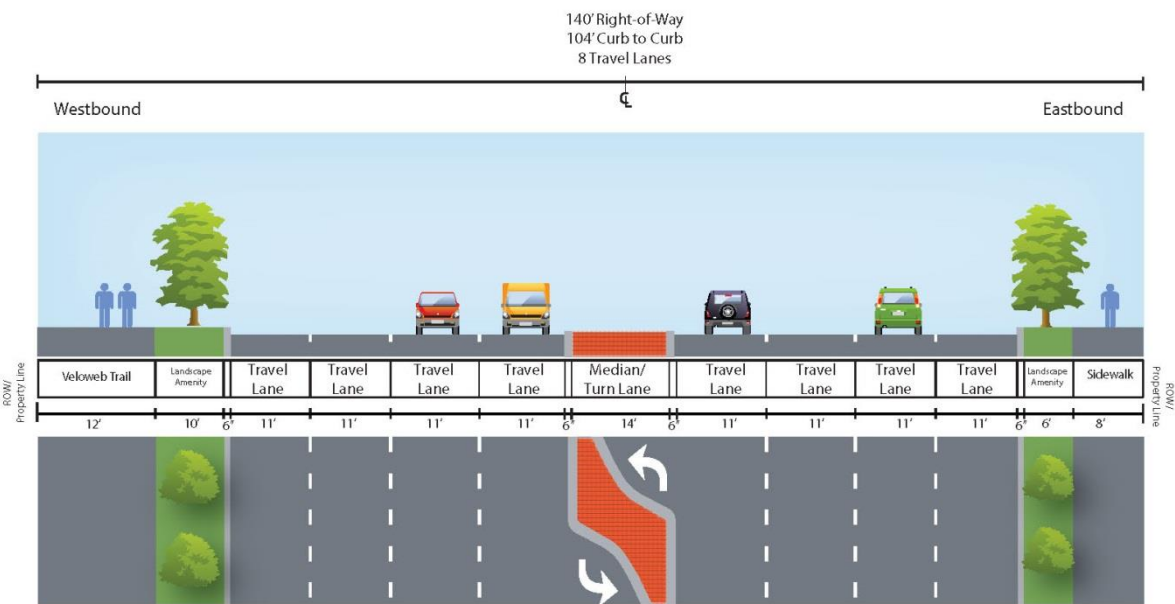 140' Right-of-Way
104' Curb to Curb
8 Travel Lanes
℄
Westbound
Eastbound
ROW/
Property Line
Veloweb Trail
Landscape
Amenity
Travel
Lane
Travel
Lane
Travel
Lane
Travel
Lane
Median/
Turn Lane
Travel
Lane
Travel
Lane
Travel
Lane
Travel
Lane
Landscape
Amenity
Sidewalk
ROW/
Property Line
12' 10' 6" 11' 11' 11' 11' 6" 14' 6" 11' 11' 11' 11' 6" 6' 8'